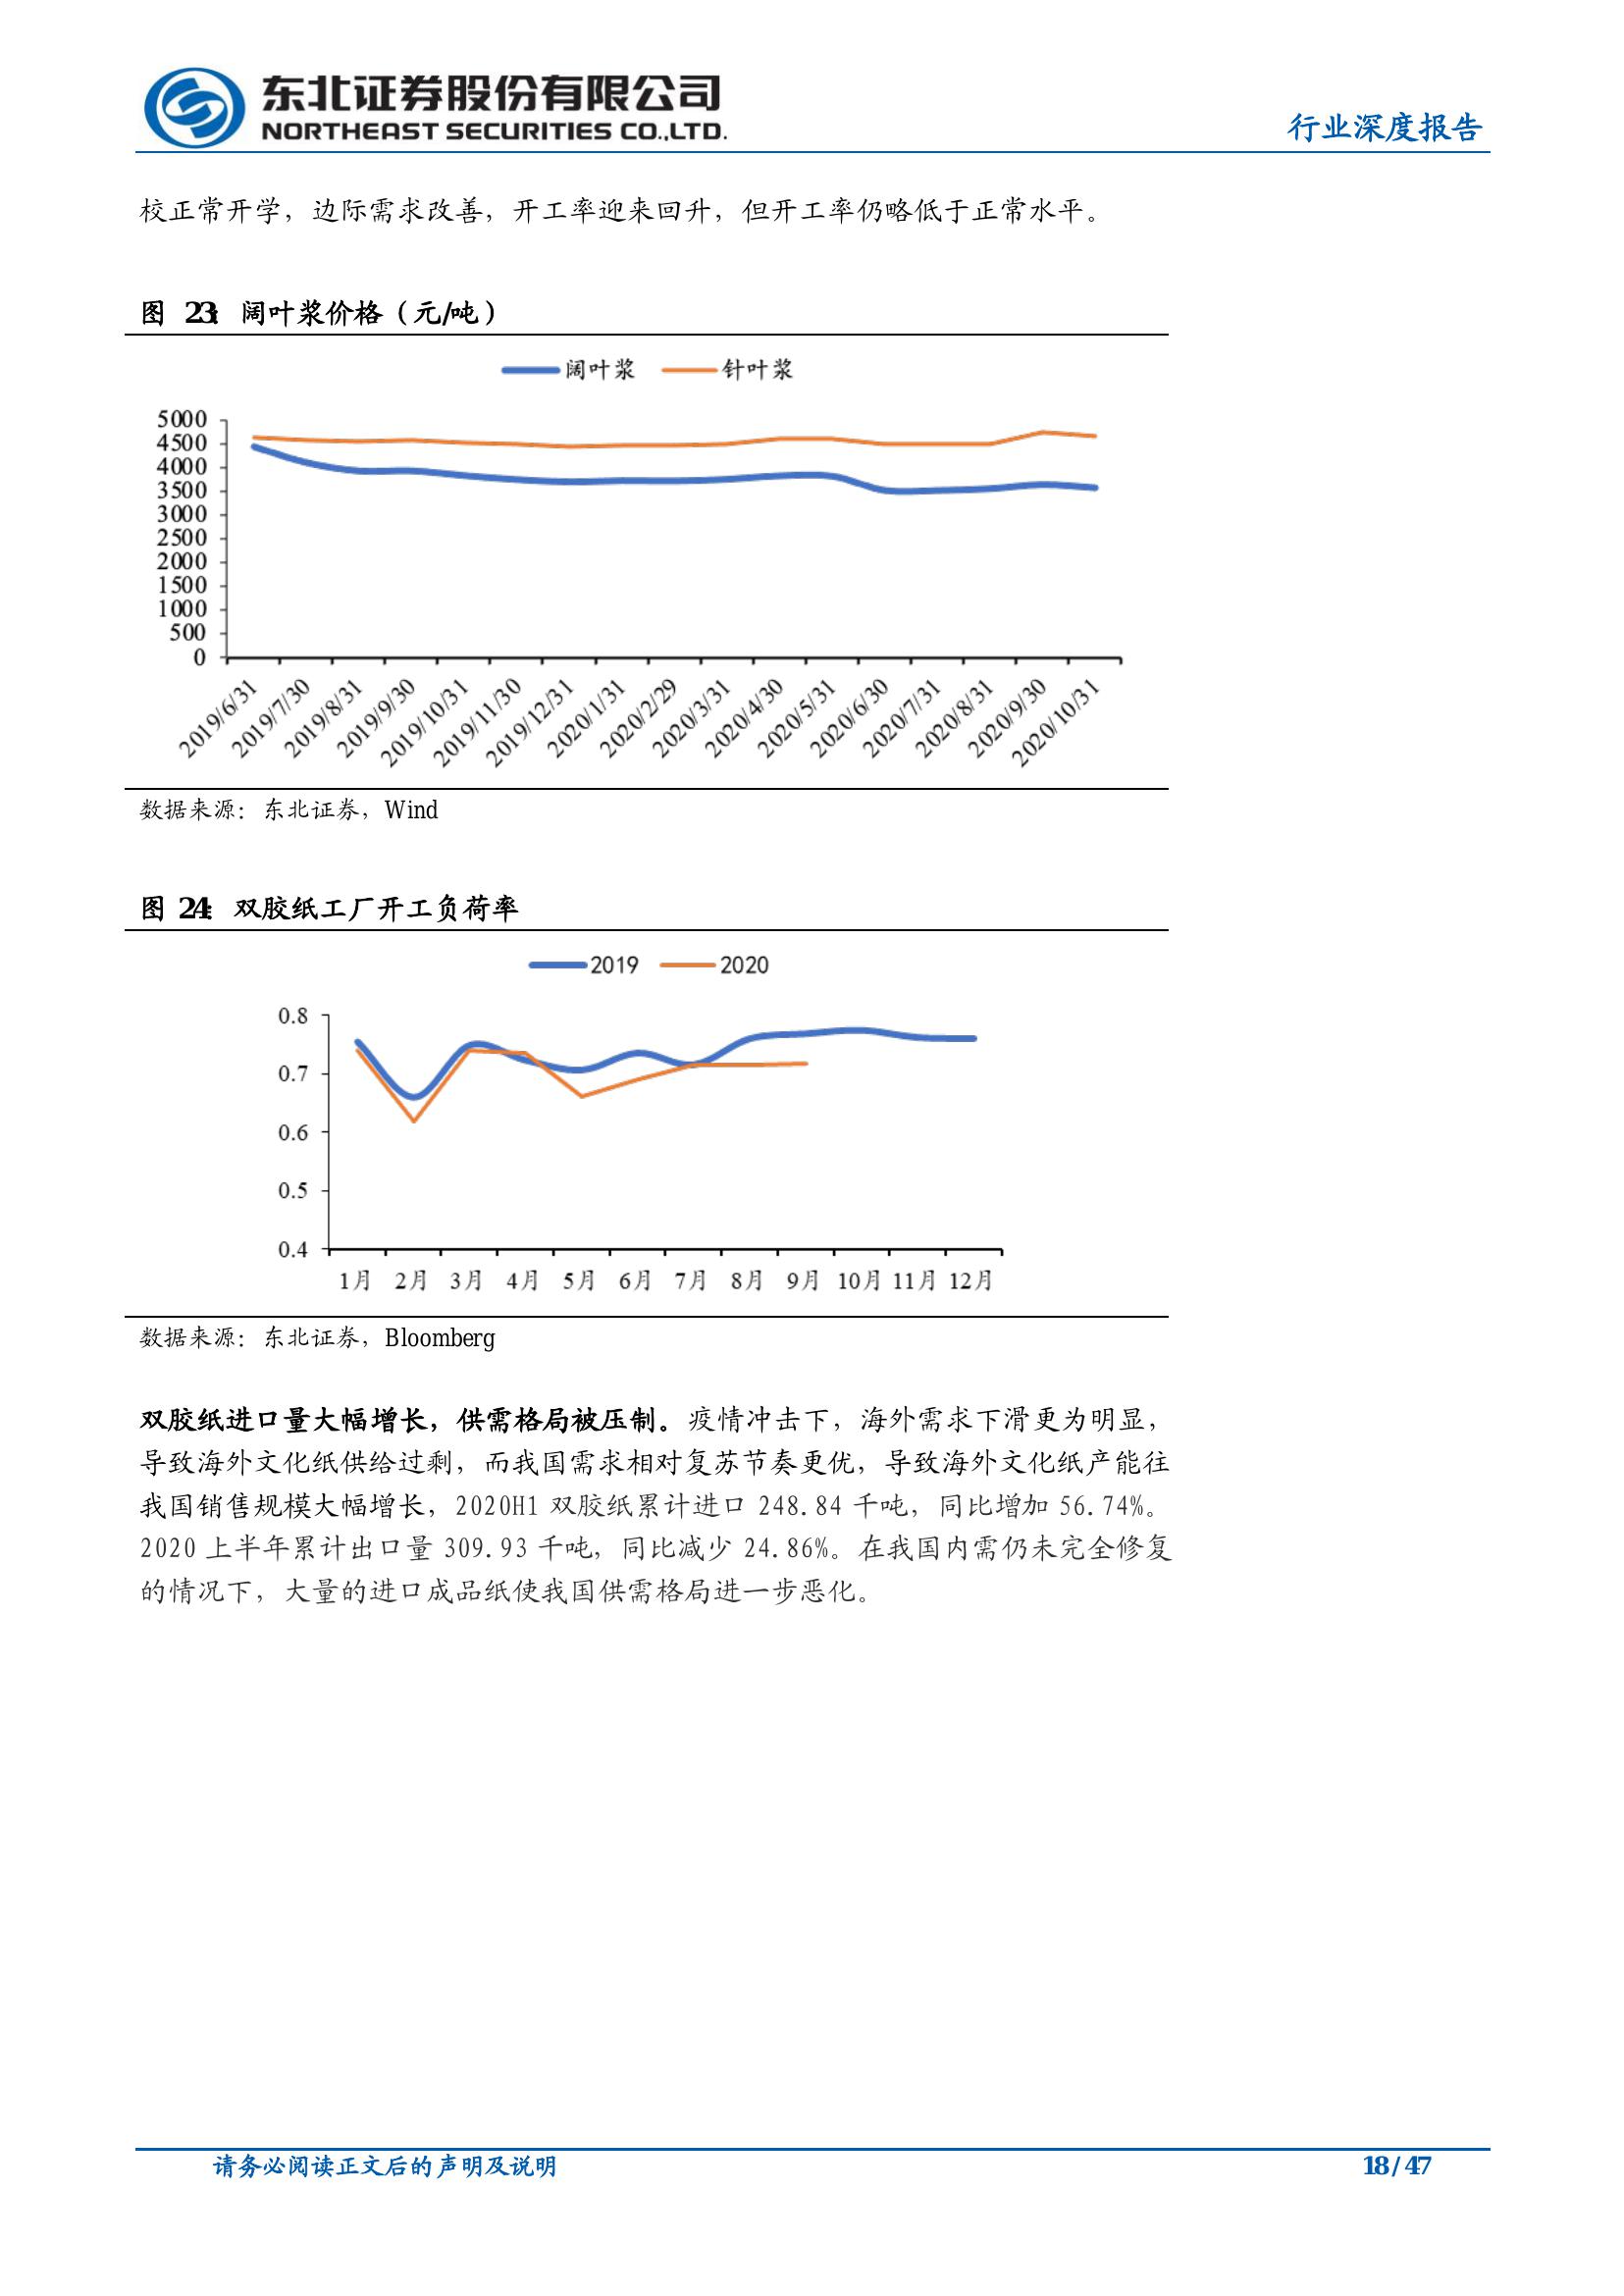 东北证券股份有限公司
NORTHEAST SECURITIES CO.,LTD.
行业深度报告
校正常开学，边际需求改善，开工率迎来回升，但开工率仍略低于正常水平。
图 23：阔叶浆价格（元/吨）
阔叶浆 针叶浆
5000
4500
4000
3500
3000
2500
2000
1500
1000
500
0
2019/6/31 2019/7/30 2019/8/31 2019/9/30 2019/10/31 2019/11/30 2019/12/31 2020/1/31 2020/2/29 2020/3/31 2020/4/30 2020/5/31 2020/6/30 2020/7/31 2020/8/31 2020/9/30 2020/10/31
数据来源：东北证券，Wind
图 24：双胶纸工厂开工负荷率
2019 2020
0.8
0.7
0.6
0.5
0.4
1月 2月 3月 4月 5月 6月 7月 8月 9月 10月 11月 12月
数据来源：东北证券，Bloomberg
双胶纸进口量大幅增长，供需格局被压制。疫情冲击下，海外需求下滑更为明显，
导致海外文化纸供给过剩，而我国需求相对复苏节奏更优，导致海外文化纸产能往
我国销售规模大幅增长，2020H1 双胶纸累计进口 248.84 千吨，同比增加 56.74%。
2020 上半年累计出口量 309.93 千吨，同比减少 24.86%。在我国内需仍未完全修复
的情况下，大量的进口成品纸使我国供需格局进一步恶化。
请务必阅读正文后的声明及说明
18 / 47